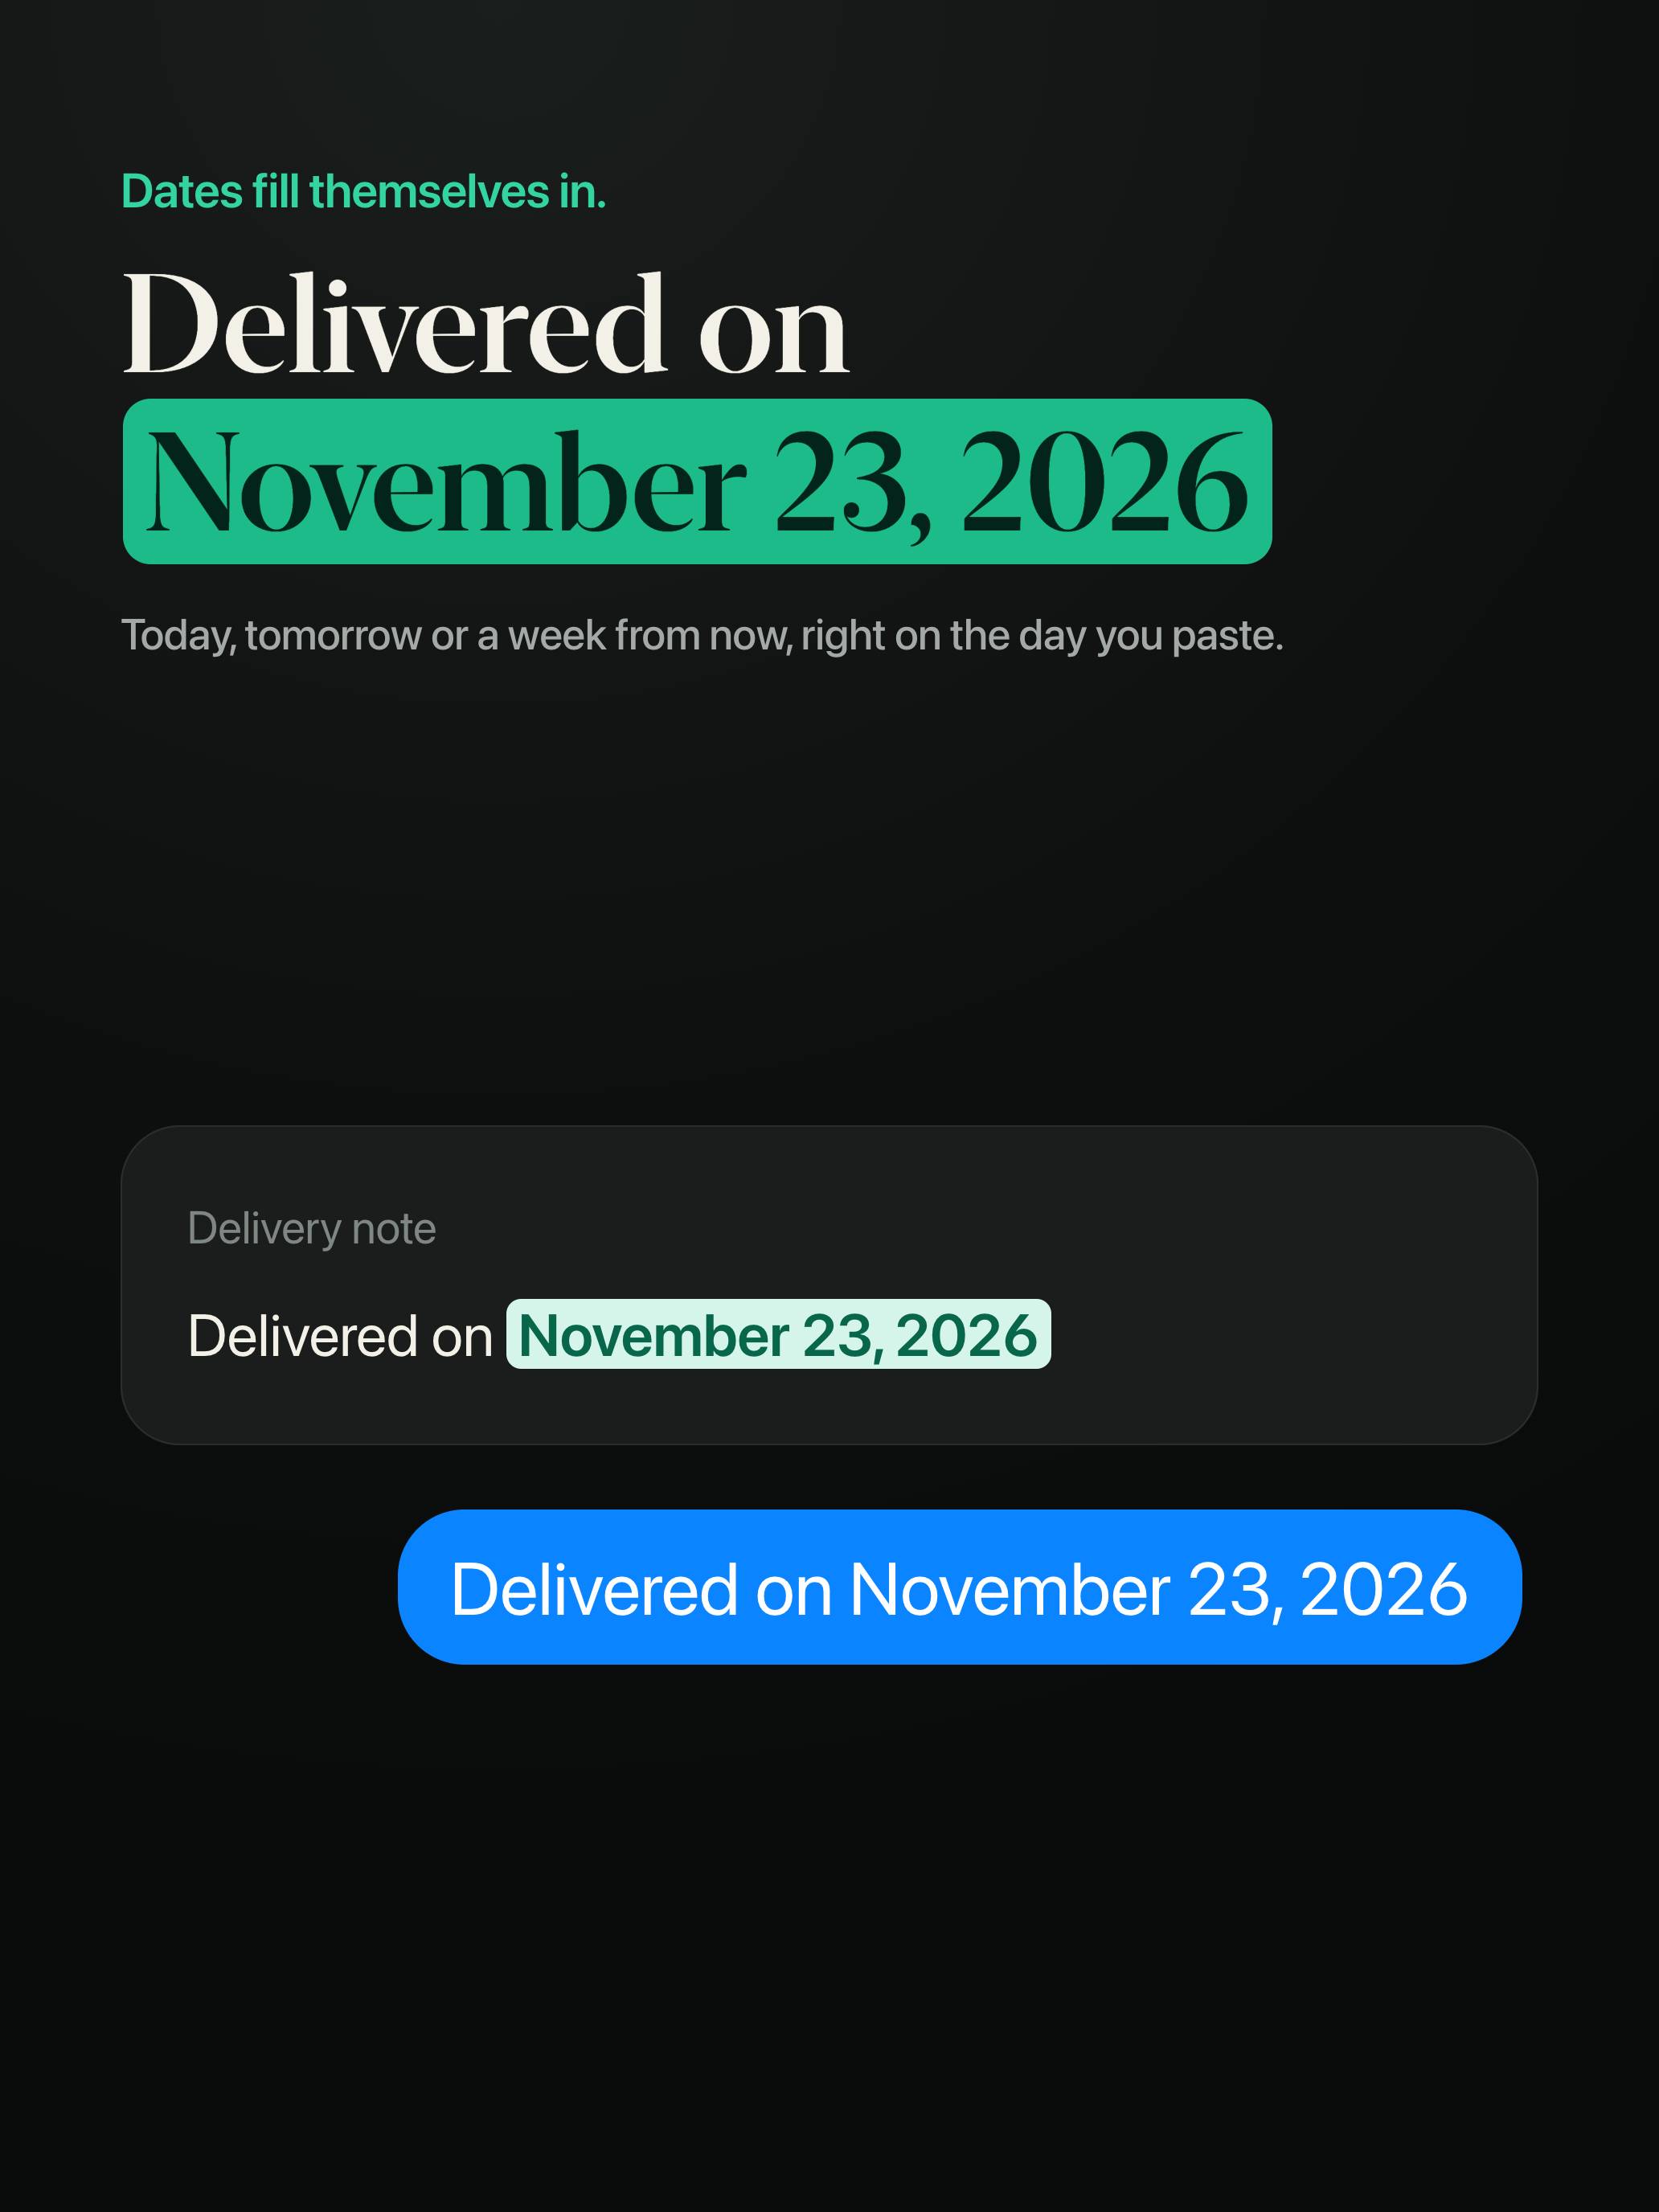 Dates fill themselves in.
Delivered on
November 23, 2026
Today, tomorrow or a week from now, right on the day you paste.
Delivery note
Delivered on November 23, 2026
Delivered on November 23, 2026